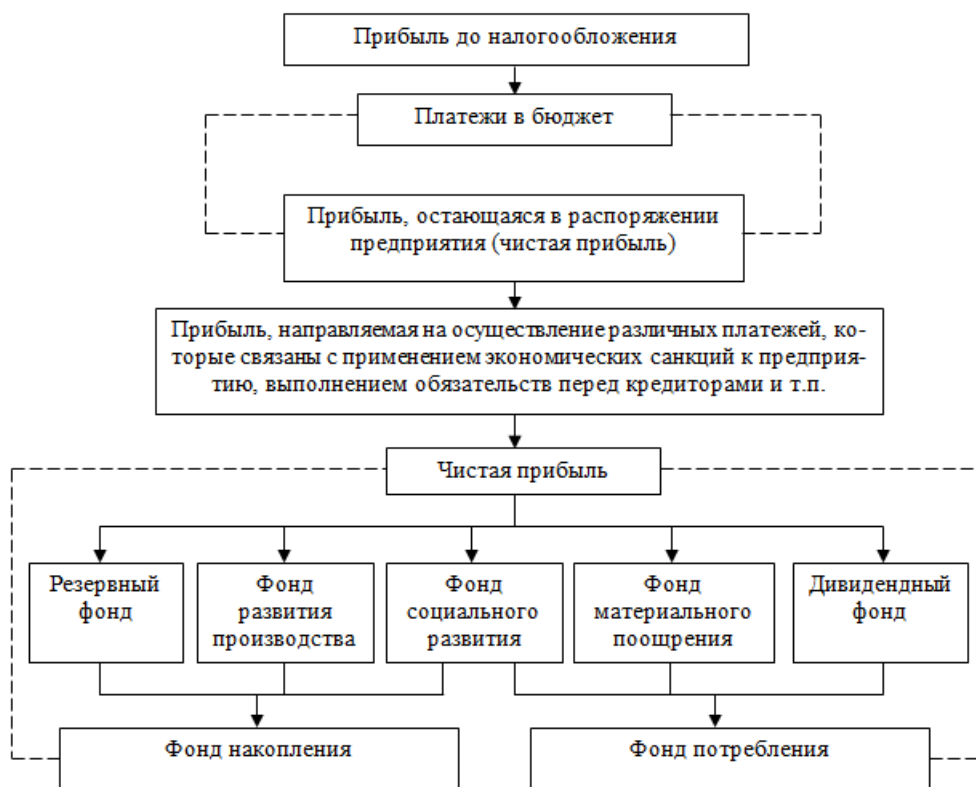 Прибыль до налогообложения
Платежи в бюджет
Прибыль, остающаяся в распоряжении
предприятия (чистая прибыль)
Прибыль, направляемая на осуществление различных платежей, ко-
торые связаны с применением экономических санкций к предприя-
тию, выполнением обязательств перед кредиторами и т.п.
Чистая прибыль
Резервный
фонд
Фонд
развития
производства
Фонд
социального
развития
Фонд
материального
поощрения
Дивидендный
фонд
Фонд накопления
Фонд потребления